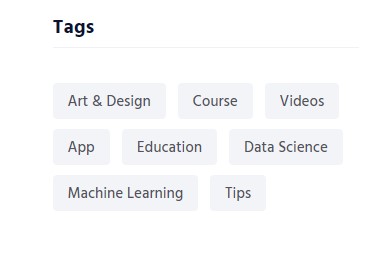 Tags
Art & Design Course Videos
App Education Data Science
Machine Learning Tips